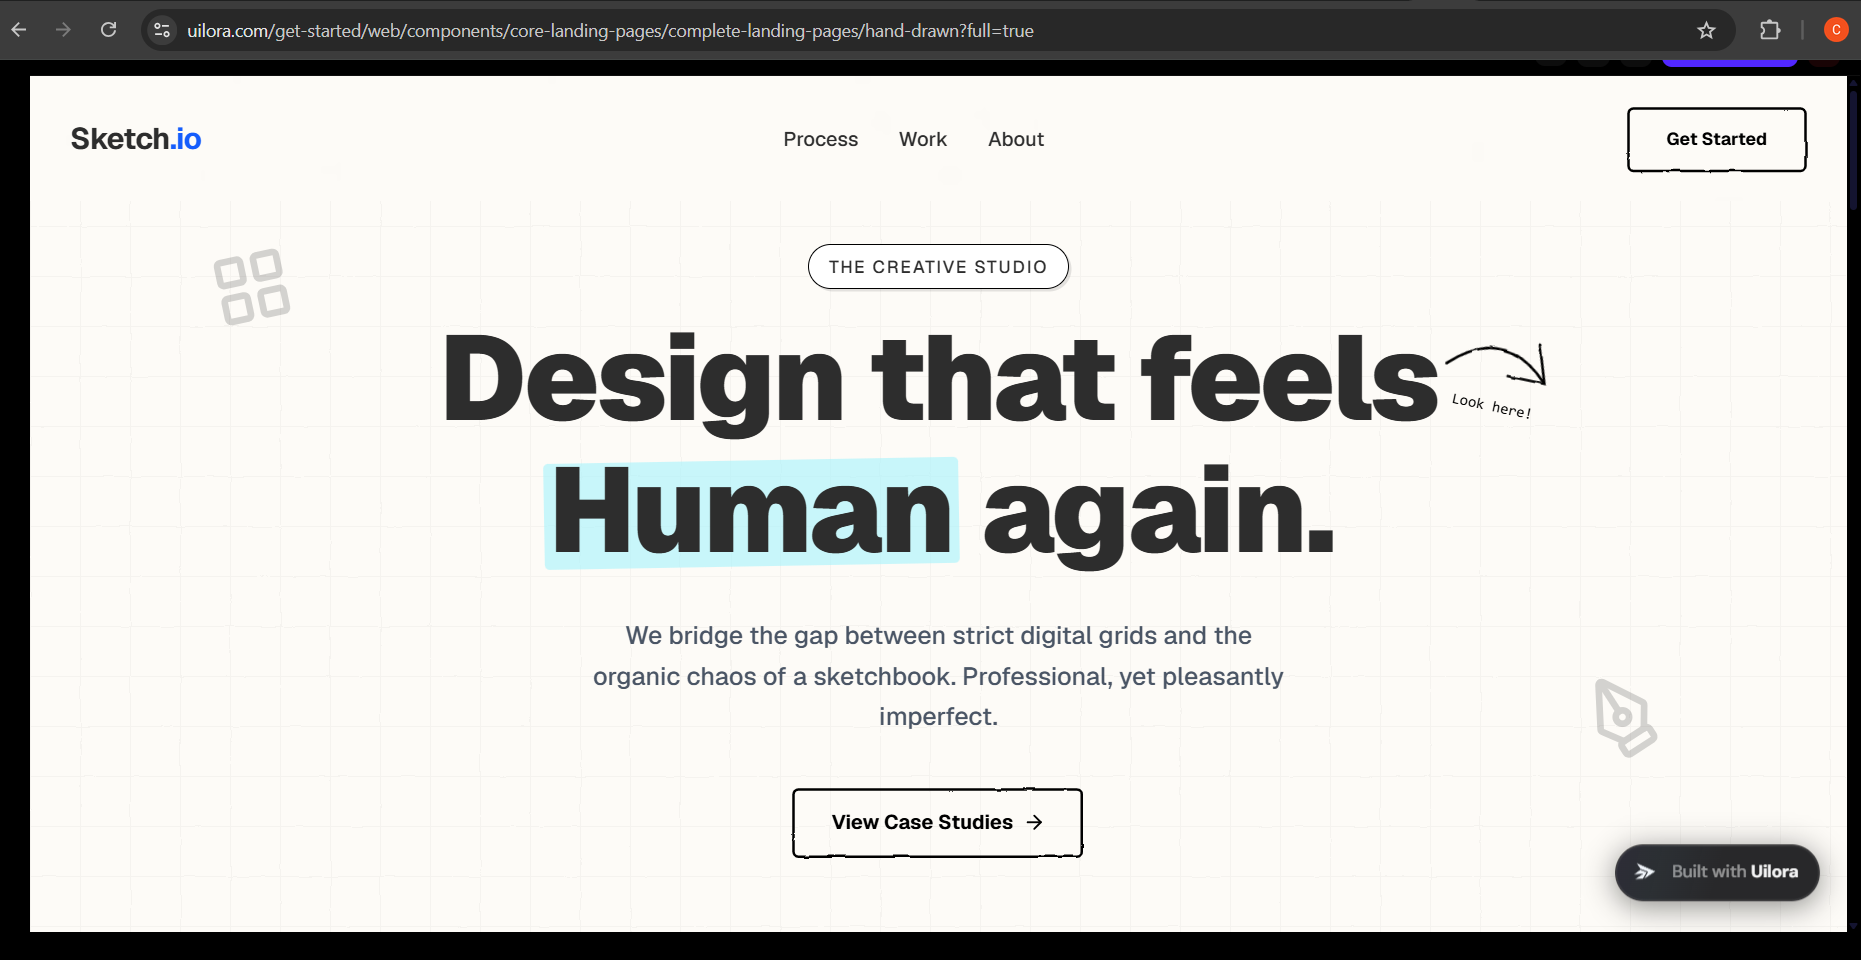 uilora.com/get-started/web/components/core-landing-pages/complete-landing-pages/hand-drawn?full=true
C
Sketch.io
Process
Work
About
Get Started
THE CREATIVE STUDIO
Design that feels
Look here!
Human again.
We bridge the gap between strict digital grids and the
organic chaos of a sketchbook. Professional, yet pleasantly
imperfect.
View Case Studies →
Built with Uilora